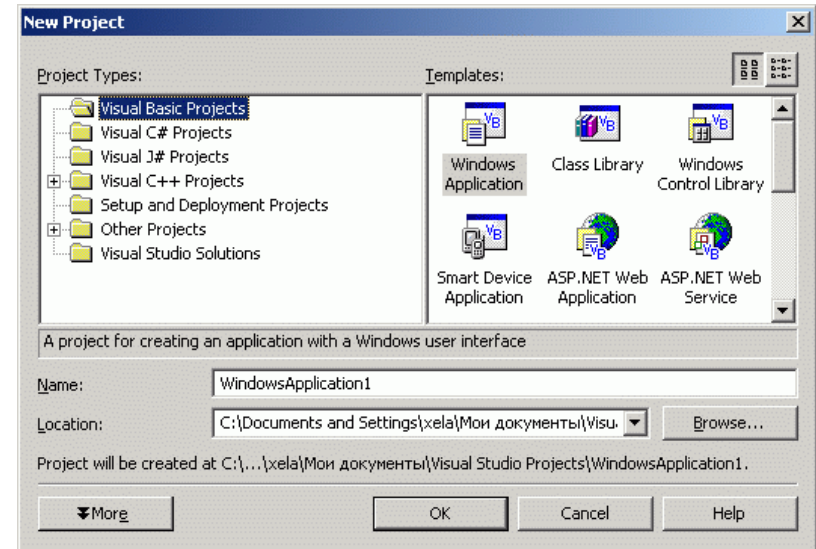 New Project
Project Types:
Templates:
Visual Basic Projects
Visual C# Projects
Visual J# Projects
Visual C++ Projects
Setup and Deployment Projects
Other Projects
Visual Studio Solutions
Windows Application
Class Library
Windows Control Library
Smart Device Application
ASP.NET Web Application
ASP.NET Web Service
A project for creating an application with a Windows user interface
Name:
WindowsApplication1
Location:
C:\Documents and Settings\xela\Мои документы\Visu
Browse...
Project will be created at C:\...\xela\Мои документы\Visual Studio Projects\WindowsApplication1.
More
OK
Cancel
Help